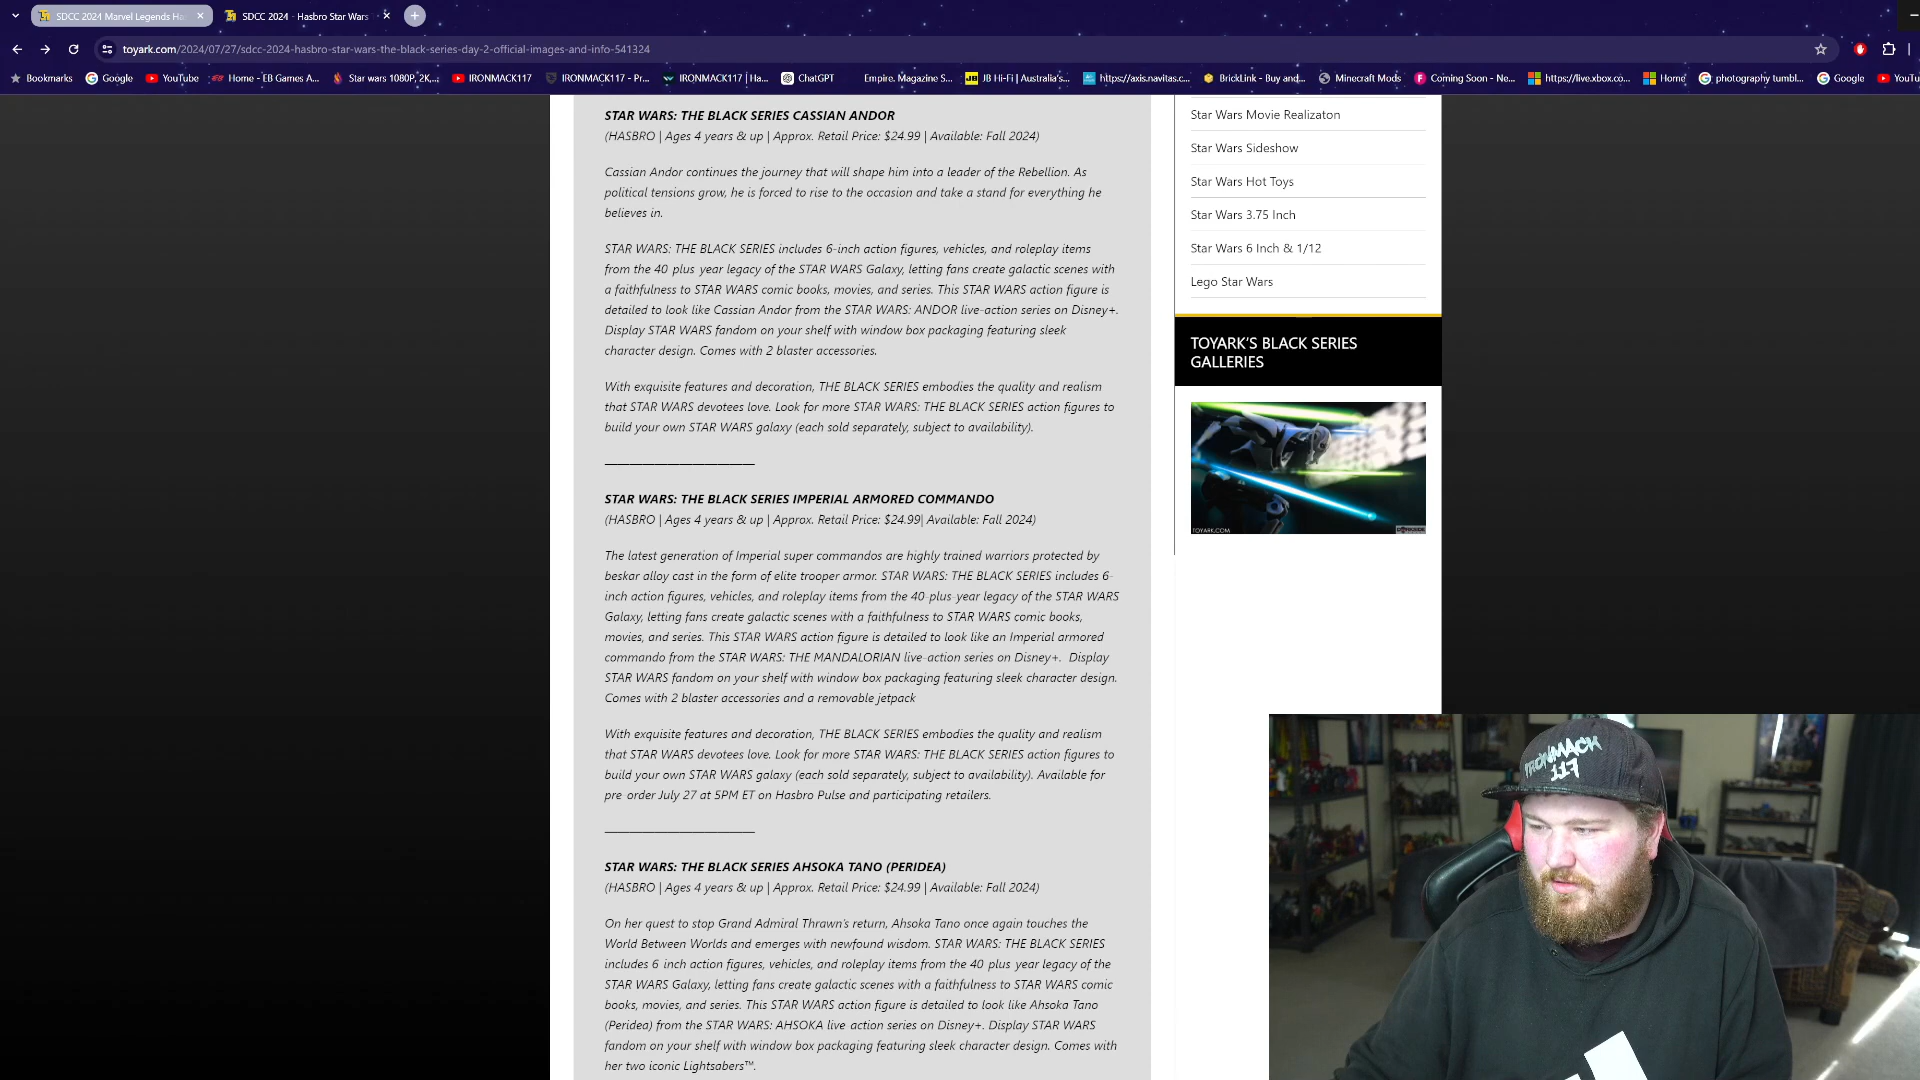 SDCC 2024 Marvel Legends Ha
SDCC 2024 - Hasbro Star Wars
toyark.com/2024/07/27/sdcc-2024-hasbro-star-wars-the-black-series-day-2-official-images-and-info-541324
Bookmarks Google YouTube Home - EB Games A... Star wars 1080P, 2K,... IRONMACK117 IRONMACK117 - Pr... IRONMACK117 | Ha... ChatGPT Empire. Magazine S... JB Hi-Fi | Australia's... https://axis.navitas.c... BrickLink - Buy and... Minecraft Mods Coming Soon - Ne... https://live.xbox.co... Home photography tumbl... Google YouTu
STAR WARS: THE BLACK SERIES CASSIAN ANDOR
(HASBRO | Ages 4 years & up | Approx. Retail Price: $24.99 | Available: Fall 2024)
Cassian Andor continues the journey that will shape him into a leader of the Rebellion. As
political tensions grow, he is forced to rise to the occasion and take a stand for everything he
believes in.
STAR WARS: THE BLACK SERIES includes 6-inch action figures, vehicles, and roleplay items
from the 40 plus year legacy of the STAR WARS Galaxy, letting fans create galactic scenes with
a faithfulness to STAR WARS comic books, movies, and series. This STAR WARS action figure is
detailed to look like Cassian Andor from the STAR WARS: ANDOR live-action series on Disney+.
Display STAR WARS fandom on your shelf with window box packaging featuring sleek
character design. Comes with 2 blaster accessories.
With exquisite features and decoration, THE BLACK SERIES embodies the quality and realism
that STAR WARS devotees love. Look for more STAR WARS: THE BLACK SERIES action figures to
build your own STAR WARS galaxy (each sold separately, subject to availability).
STAR WARS: THE BLACK SERIES IMPERIAL ARMORED COMMANDO
(HASBRO | Ages 4 years & up | Approx. Retail Price: $24.99| Available: Fall 2024)
The latest generation of Imperial super commandos are highly trained warriors protected by
beskar alloy cast in the form of elite trooper armor. STAR WARS: THE BLACK SERIES includes 6-
inch action figures, vehicles, and roleplay items from the 40-plus-year legacy of the STAR WARS
Galaxy, letting fans create galactic scenes with a faithfulness to STAR WARS comic books,
movies, and series. This STAR WARS action figure is detailed to look like an Imperial armored
commando from the STAR WARS: THE MANDALORIAN live-action series on Disney+. Display
STAR WARS fandom on your shelf with window box packaging featuring sleek character design.
Comes with 2 blaster accessories and a removable jetpack
With exquisite features and decoration, THE BLACK SERIES embodies the quality and realism
that STAR WARS devotees love. Look for more STAR WARS: THE BLACK SERIES action figures to
build your own STAR WARS galaxy (each sold separately, subject to availability). Available for
pre order July 27 at 5PM ET on Hasbro Pulse and participating retailers.
STAR WARS: THE BLACK SERIES AHSOKA TANO (PERIDEA)
(HASBRO | Ages 4 years & up | Approx. Retail Price: $24.99 | Available: Fall 2024)
On her quest to stop Grand Admiral Thrawn's return, Ahsoka Tano once again touches the
World Between Worlds and emerges with newfound wisdom. STAR WARS: THE BLACK SERIES
includes 6 inch action figures, vehicles, and roleplay items from the 40 plus year legacy of the
STAR WARS Galaxy, letting fans create galactic scenes with a faithfulness to STAR WARS comic
books, movies, and series. This STAR WARS action figure is detailed to look like Ahsoka Tano
(Peridea) from the STAR WARS: AHSOKA live action series on Disney+. Display STAR WARS
fandom on your shelf with window box packaging featuring sleek character design. Comes with
her two iconic Lightsabers™.
Star Wars Movie Realizaton
Star Wars Sideshow
Star Wars Hot Toys
Star Wars 3.75 Inch
Star Wars 6 Inch & 1/12
Lego Star Wars
TOYARK'S BLACK SERIES
GALLERIES
TOYARK.COM
IRONMACK
117